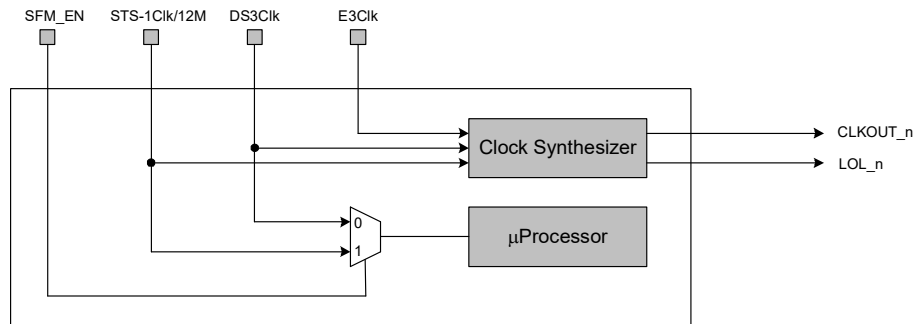 SFM_EN STS-1Clk/12M DS3Clk E3Clk
Clock Synthesizer
CLKOUT_n
LOL_n
0
1
μProcessor